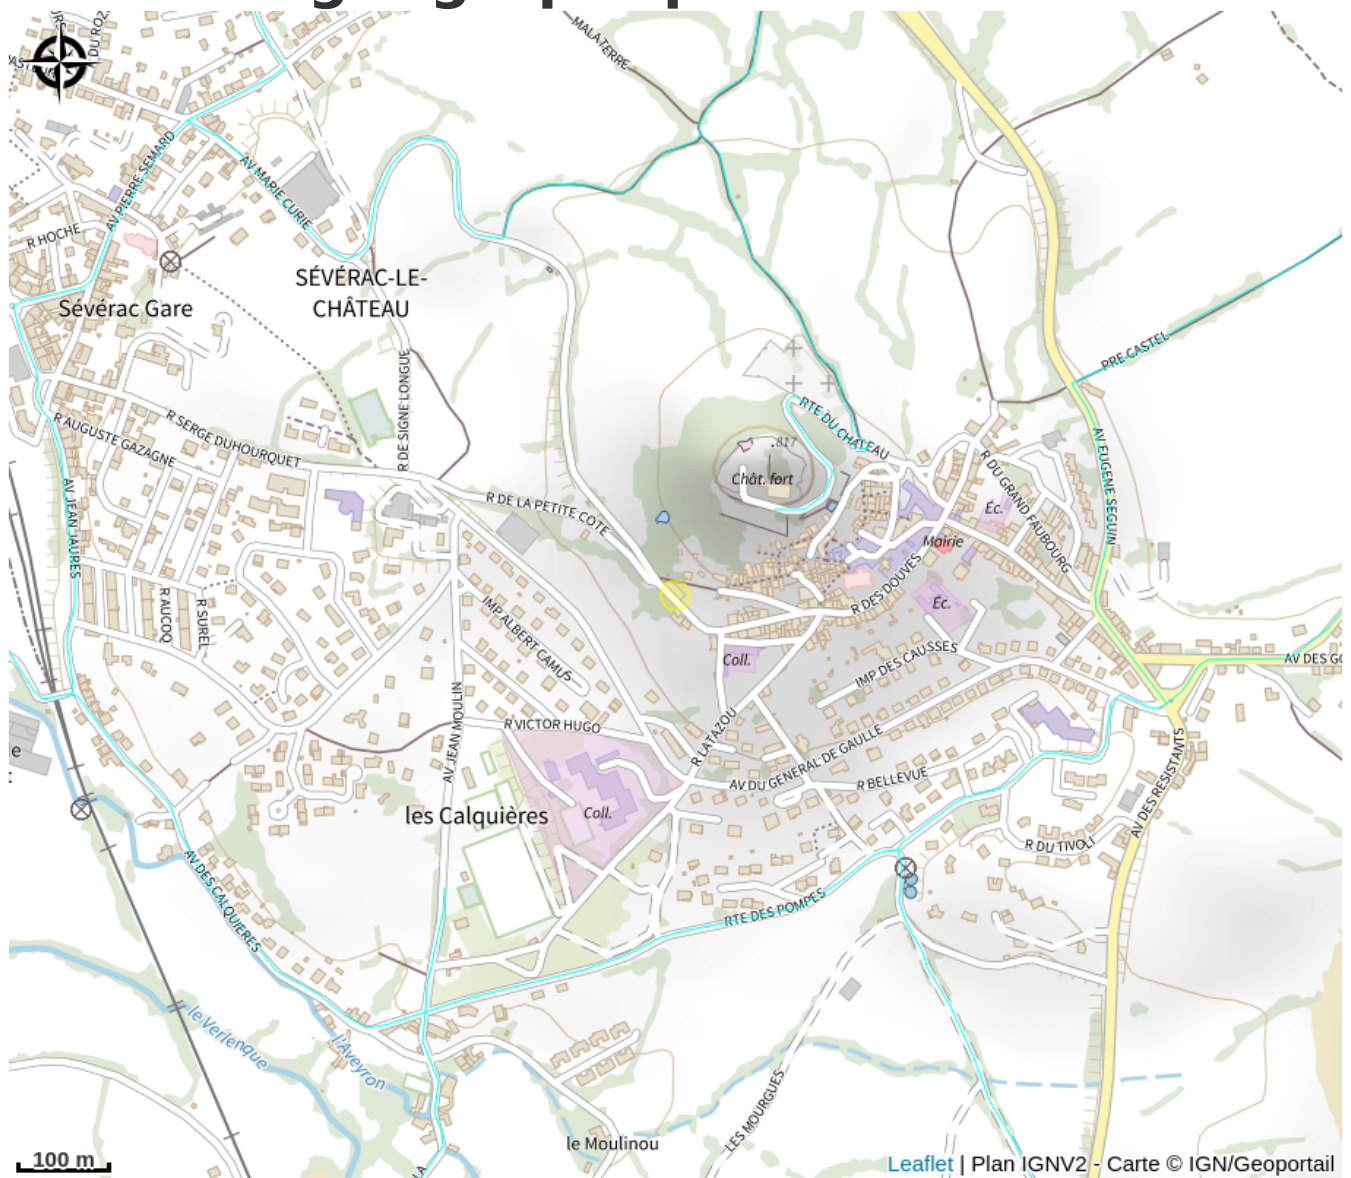 MALATERRE
R DU ROZ
AV PIERRE SEMARD
AV MARIE CURIE
R HOCHE
SÉVÉRAC-LE-
CHÂTEAU
Sévérac Gare
PRE CASTEL
R DE SIGNE LONGUE
RTE DU CHATEAU
.817
Chât. fort
R SERGE DUHOURQUET
R AUGUSTE GAZAGNE
AV JEAN JAURES
R DE LA PETITE COTE
R DU GRAND FAUBOURG
AV EUGENE SEGUIN
Éc.
Mairie
R DES DOUVES
Éc.
R AUCOQ
R SUREL
IMP ALBERT CAMUS
Coll.
IMP DES CAUSSES
AV DES GO
AV JEAN MOULIN
R VICTOR HUGO
R LATAZOU
AV DU GENERAL DE GAULLE
R BELLEVUE
AV DES RESISTANTS
les Calquières
Coll.
R DU TIVOLI
AV DES CALQUIERES
RTE DES POMPES
le Verlenque
l'Aveyron
LES MOURGUES
le Moulinou
100 m
Leaflet | Plan IGNV2 - Carte © IGN/Geoportail